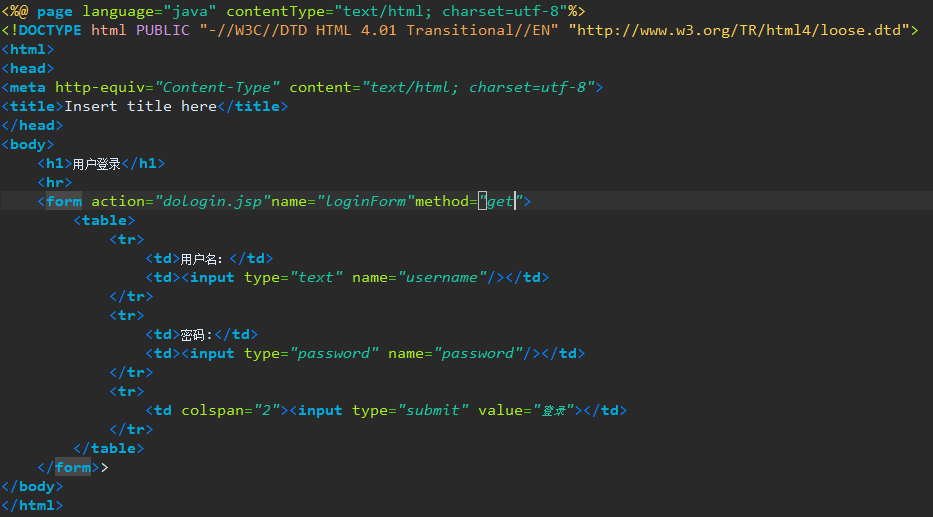 <%@ page language="java" contentType="text/html; charset=utf-8"%>
<!DOCTYPE html PUBLIC "-//W3C//DTD HTML 4.01 Transitional//EN" "http://www.w3.org/TR/html4/loose.dtd">
<html>
<head>
<meta http-equiv="Content-Type" content="text/html; charset=utf-8">
<title>Insert title here</title>
</head>
<body>
    <h1>用户登录</h1>
    <hr>
    <form action="dologin.jsp"name="loginForm"method="get">
        <table>
            <tr>
                <td>用户名：</td>
                <td><input type="text" name="username"/></td>
            </tr>
            <tr>
                <td>密码:</td>
                <td><input type="password" name="password"/></td>
            </tr>
            <tr>
                <td colspan="2"><input type="submit" value="登录"></td>
            </tr>
        </table>
    </form>>
</body>
</html>